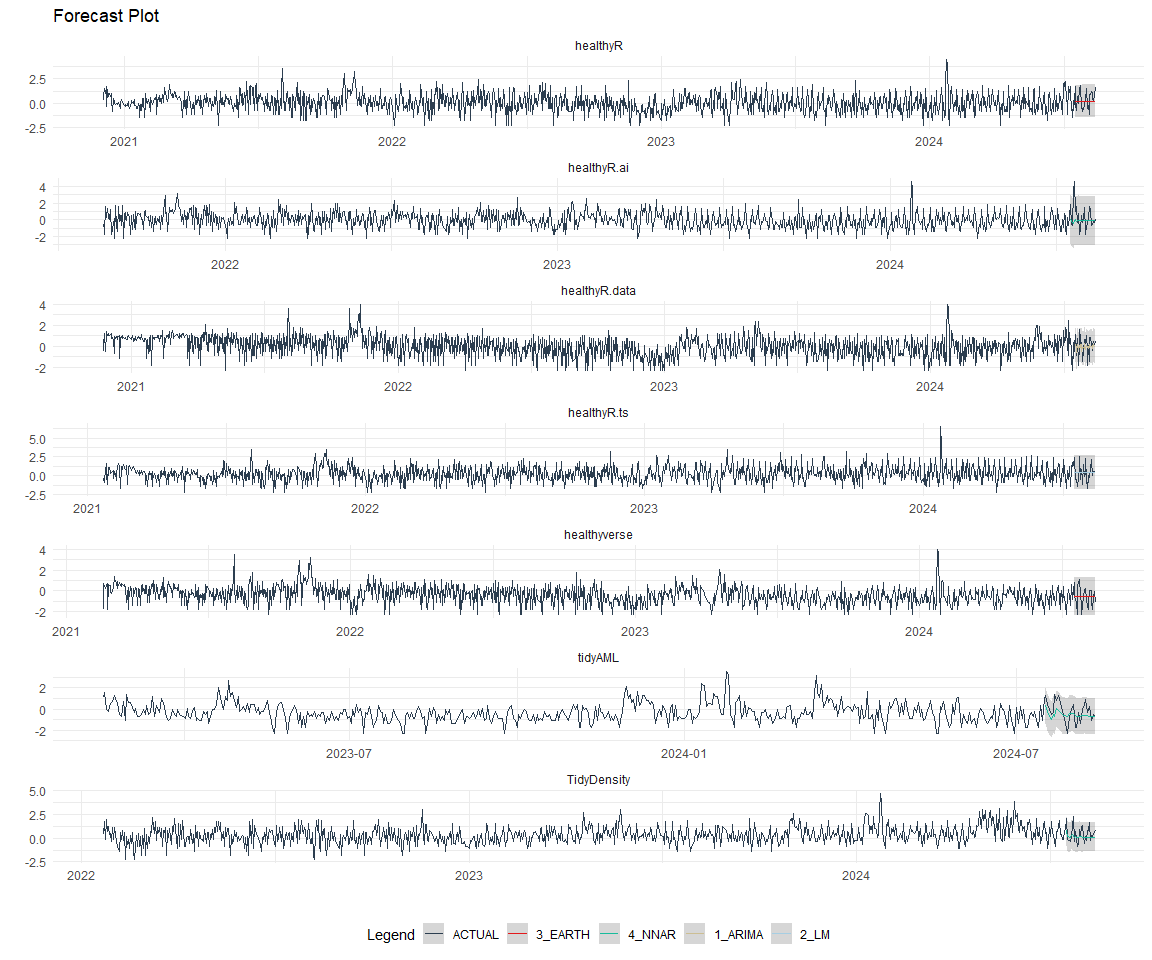 Forecast Plot
healthyR
2.5
0.0
-2.5
2021 2022 2023 2024
healthyR.ai
4
2
0
-2
2022 2023 2024
healthyR.data
4
2
0
-2
2021 2022 2023 2024
healthyR.ts
5.0
2.5
0.0
-2.5
2021 2022 2023 2024
healthyverse
4
2
0
-2
2021 2022 2023 2024
tidyAML
2
0
-2
2023-07 2024-01 2024-07
TidyDensity
5.0
2.5
0.0
-2.5
2022 2023 2024
Legend ACTUAL 3_EARTH 4_NNAR 1_ARIMA 2_LM